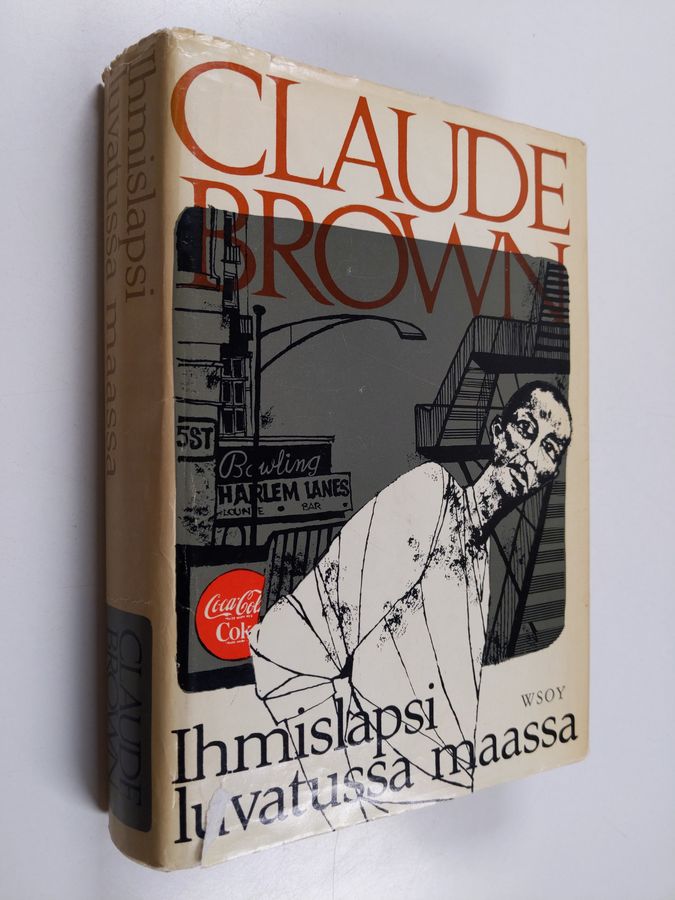 CLAUDE
BROWN
5ST
Bowling
HARLEM LANES
LOUNGE BAR
Coca-Cola
Coke
WSOY
Ihmislapsi
luvatussa maassa
Ihmislapsi
luvatussa maassa
CLAUDE
BROWN